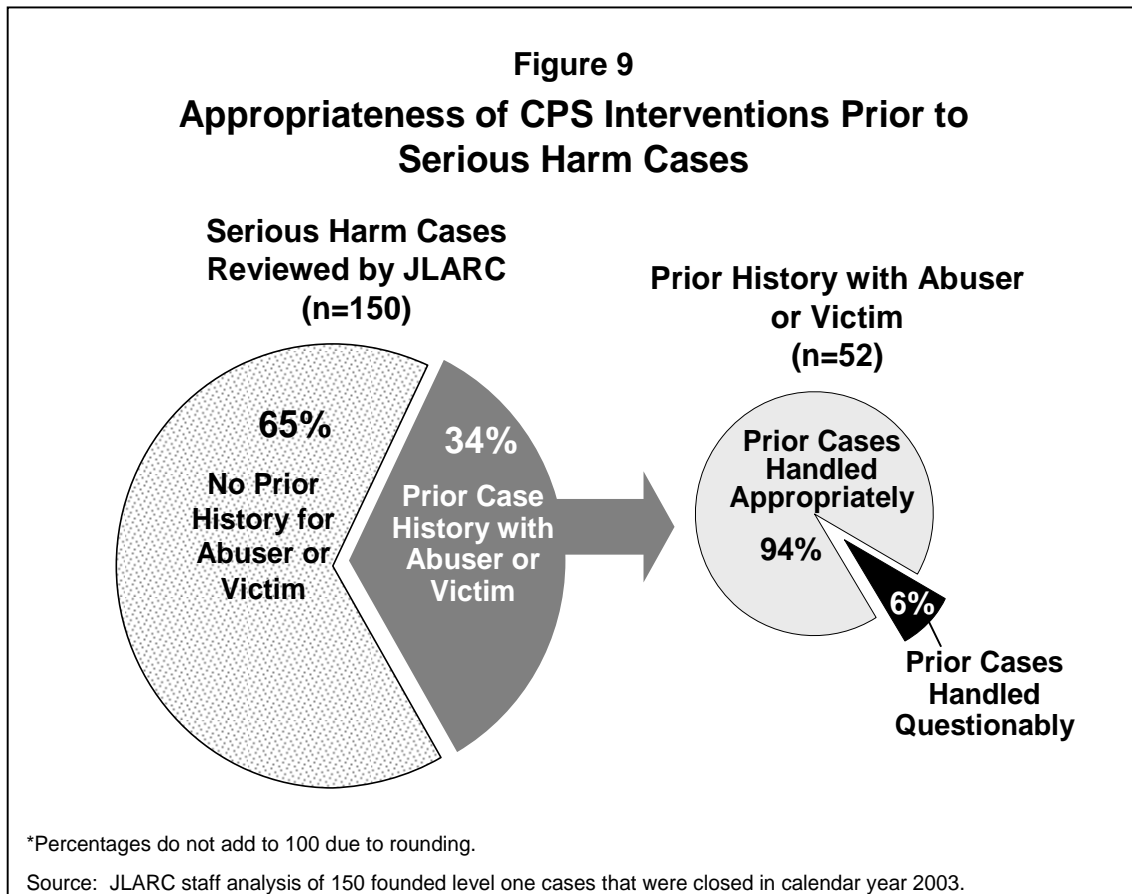 Figure 9
Appropriateness of CPS Interventions Prior to
Serious Harm Cases
Serious Harm Cases
Reviewed by JLARC
(n=150)
65%
No Prior
History for
Abuser or
Victim
34%
Prior Case
History with
Abuser or
Victim
Prior History with Abuser
or Victim
(n=52)
Prior Cases
Handled
Appropriately
94%
6%
Prior Cases
Handled
Questionably
*Percentages do not add to 100 due to rounding.
Source:  JLARC staff analysis of 150 founded level one cases that were closed in calendar year 2003.